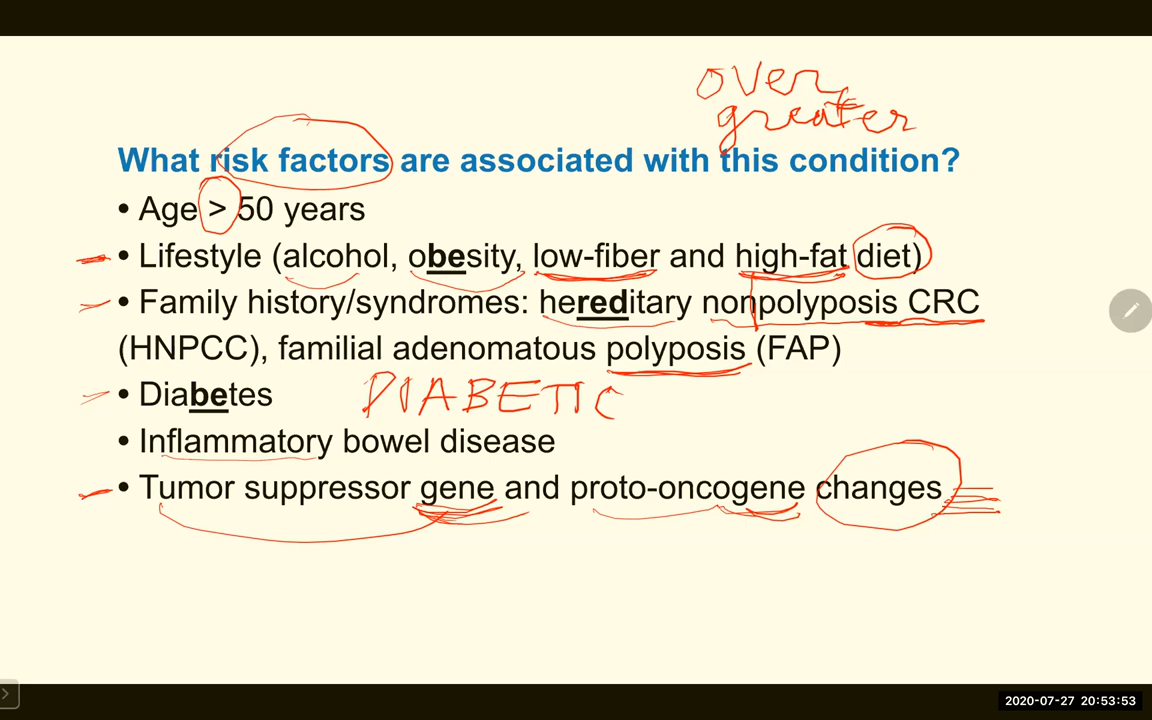 over
greater
What risk factors are associated with this condition?
• Age > 50 years
• Lifestyle (alcohol, obesity, low-fiber and high-fat diet)
• Family history/syndromes: hereditary nonpolyposis CRC
(HNPCC), familial adenomatous polyposis (FAP)
• Diabetes DIABETIC
• Inflammatory bowel disease
• Tumor suppressor gene and proto-oncogene changes
2020-07-27 20:53:53